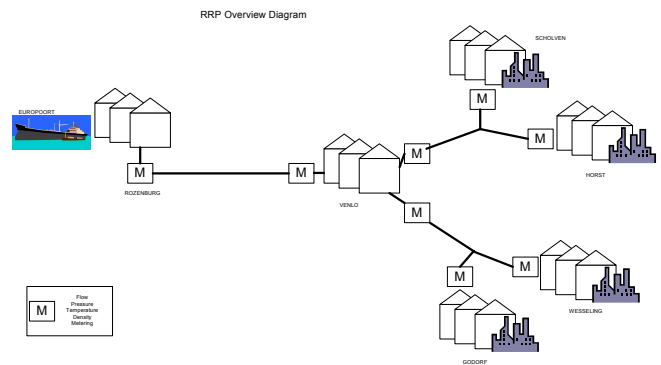 RRP Overview Diagram
SCHOLVEN
M
EUROPOORT
M
M
HORST
M
M
M
ROZENBURG
VENLO
M
M
M
WESSELING
M
Flow
Pressure
Temperature
Density
Metering
GODORF